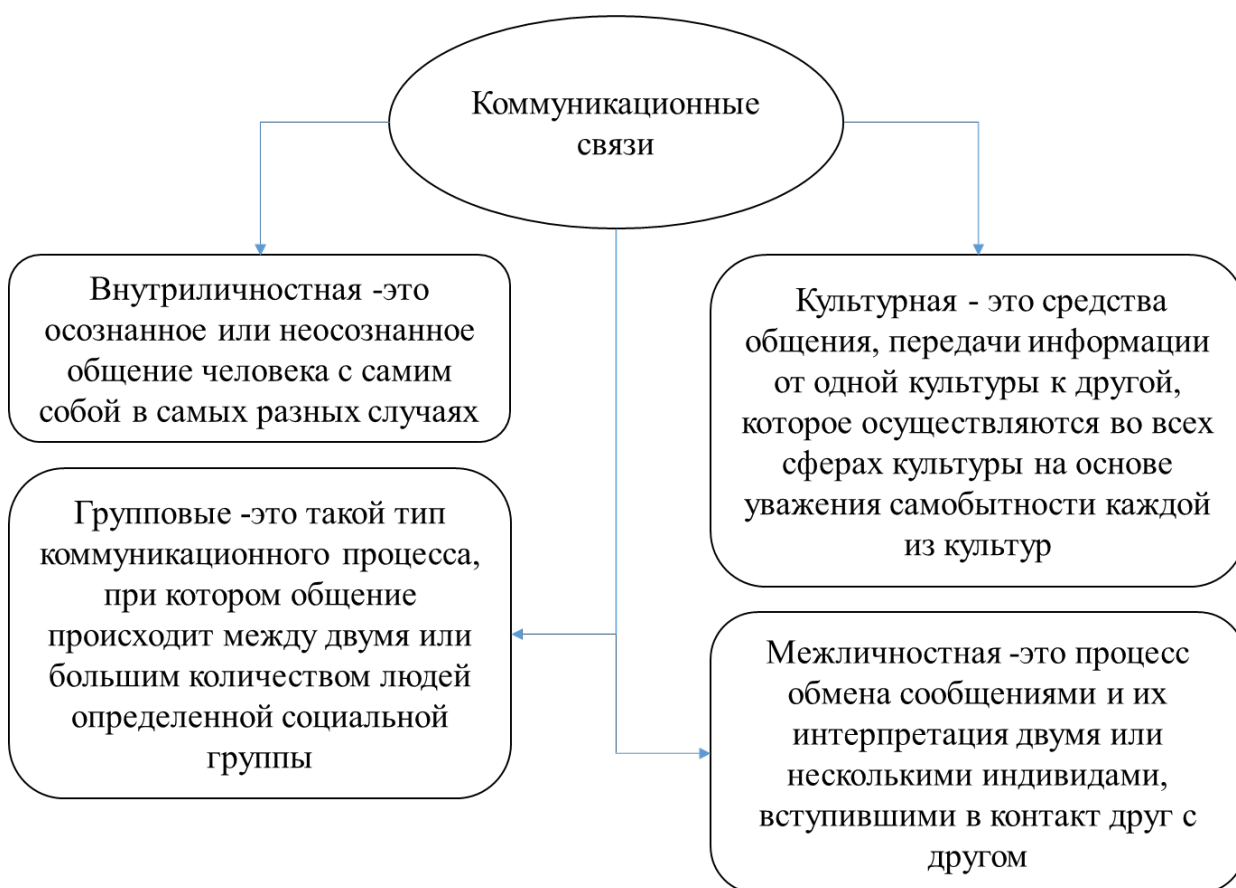 Коммуникационные
связи
Внутриличностная -это
осознанное или неосознанное
общение человека с самим
собой в самых разных случаях
Культурная - это средства
общения, передачи информации
от одной культуры к другой,
которое осуществляются во всех
сферах культуры на основе
уважения самобытности каждой
из культур
Групповые -это такой тип
коммуникационного процесса,
при котором общение
происходит между двумя или
большим количеством людей
определенной социальной
группы
Межличностная -это процесс
обмена сообщениями и их
интерпретация двумя или
несколькими индивидами,
вступившими в контакт друг с
другом